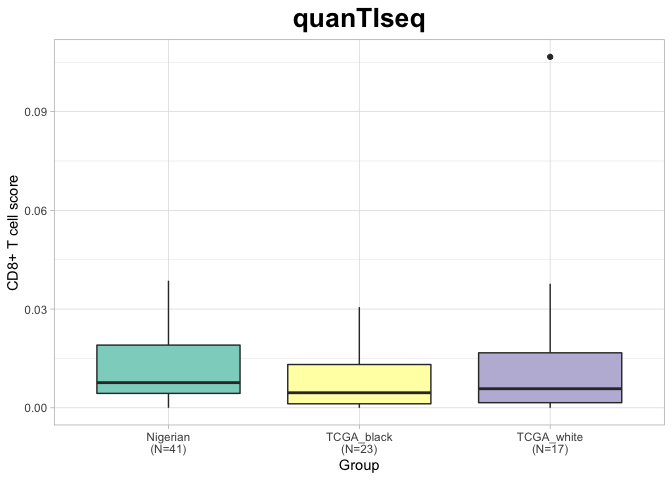 quanTIseq
CD8+ T cell score
0.09
0.06
0.03
0.00
Nigerian
(N=41)
TCGA_black
(N=23)
TCGA_white
(N=17)
Group